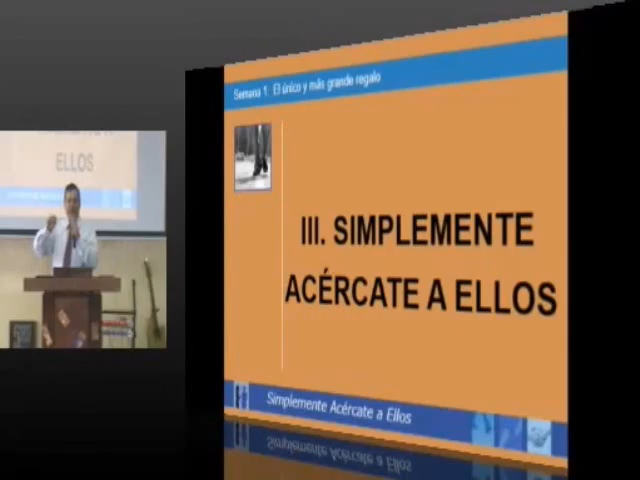 ELLOS
Semana 1: El único y más grande regalo
III. SIMPLEMENTE
ACÉRCATE A ELLOS
Simplemente Acércate a Ellos